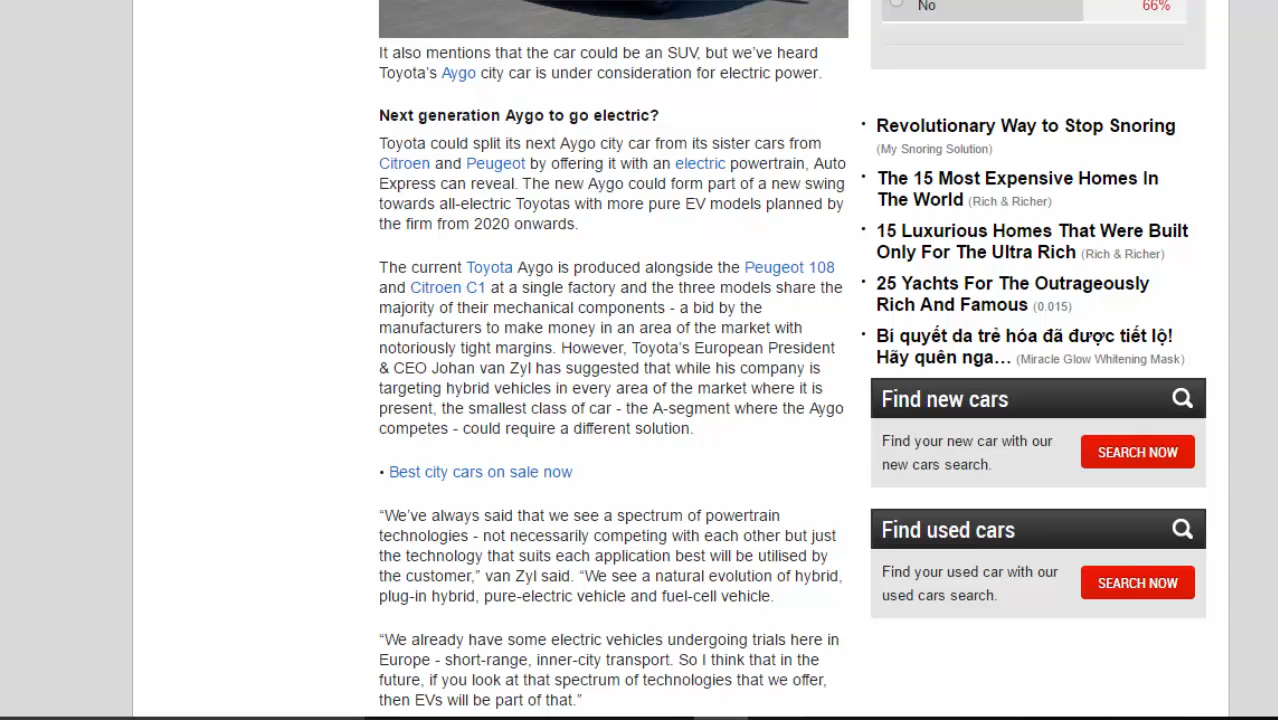 It also mentions that the car could be an SUV, but we've heard
Toyota's Aygo city car is under consideration for electric power.
Next generation Aygo to go electric?
Toyota could split its next Aygo city car from its sister cars from
Citroen and Peugeot by offering it with an electric powertrain, Auto
Express can reveal. The new Aygo could form part of a new swing
towards all-electric Toyotas with more pure EV models planned by
the firm from 2020 onwards.
The current Toyota Aygo is produced alongside the Peugeot 108
and Citroen C1 at a single factory and the three models share the
majority of their mechanical components - a bid by the
manufacturers to make money in an area of the market with
notoriously tight margins. However, Toyota's European President
& CEO Johan van Zyl has suggested that while his company is
targeting hybrid vehicles in every area of the market where it is
present, the smallest class of car - the A-segment where the Aygo
competes - could require a different solution.
• Best city cars on sale now
“We've always said that we see a spectrum of powertrain
technologies - not necessarily competing with each other but just
the technology that suits each application best will be utilised by
the customer,” van Zyl said. “We see a natural evolution of hybrid,
plug-in hybrid, pure-electric vehicle and fuel-cell vehicle.
“We already have some electric vehicles undergoing trials here in
Europe - short-range, inner-city transport. So I think that in the
future, if you look at that spectrum of technologies that we offer,
then EVs will be part of that.”
No 66%
• Revolutionary Way to Stop Snoring
(My Snoring Solution)
• The 15 Most Expensive Homes In
The World (Rich & Richer)
• 15 Luxurious Homes That Were Built
Only For The Ultra Rich (Rich & Richer)
• 25 Yachts For The Outrageously
Rich And Famous (0.015)
• Bí quyết da trẻ hóa đã được tiết lộ!
Hãy quên nga… (Miracle Glow Whitening Mask)
Find new cars
Find your new car with our
new cars search.
SEARCH NOW
Find used cars
Find your used car with our
used cars search.
SEARCH NOW